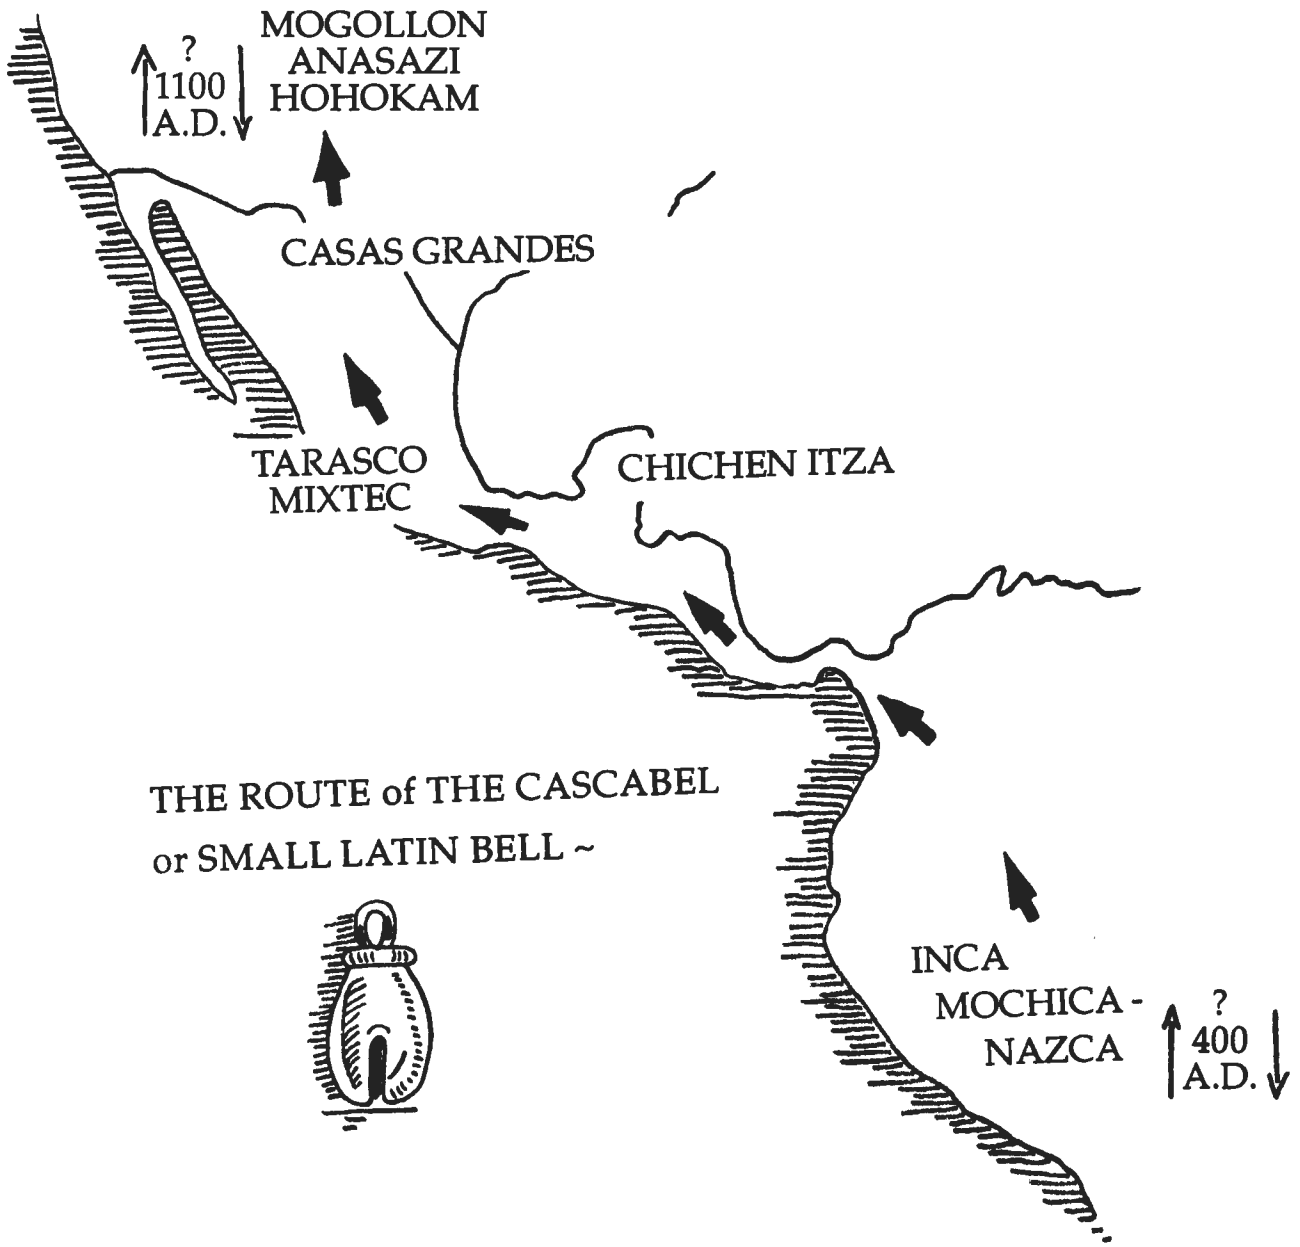 ?
1100
A.D.
MOGOLLON
ANASAZI
HOHOKAM
CASAS GRANDES
TARASCO
MIXTEC
CHICHEN ITZA
THE ROUTE of THE CASCABEL
or SMALL LATIN BELL ~
INCA
MOCHICA -
NAZCA
?
400
A.D.